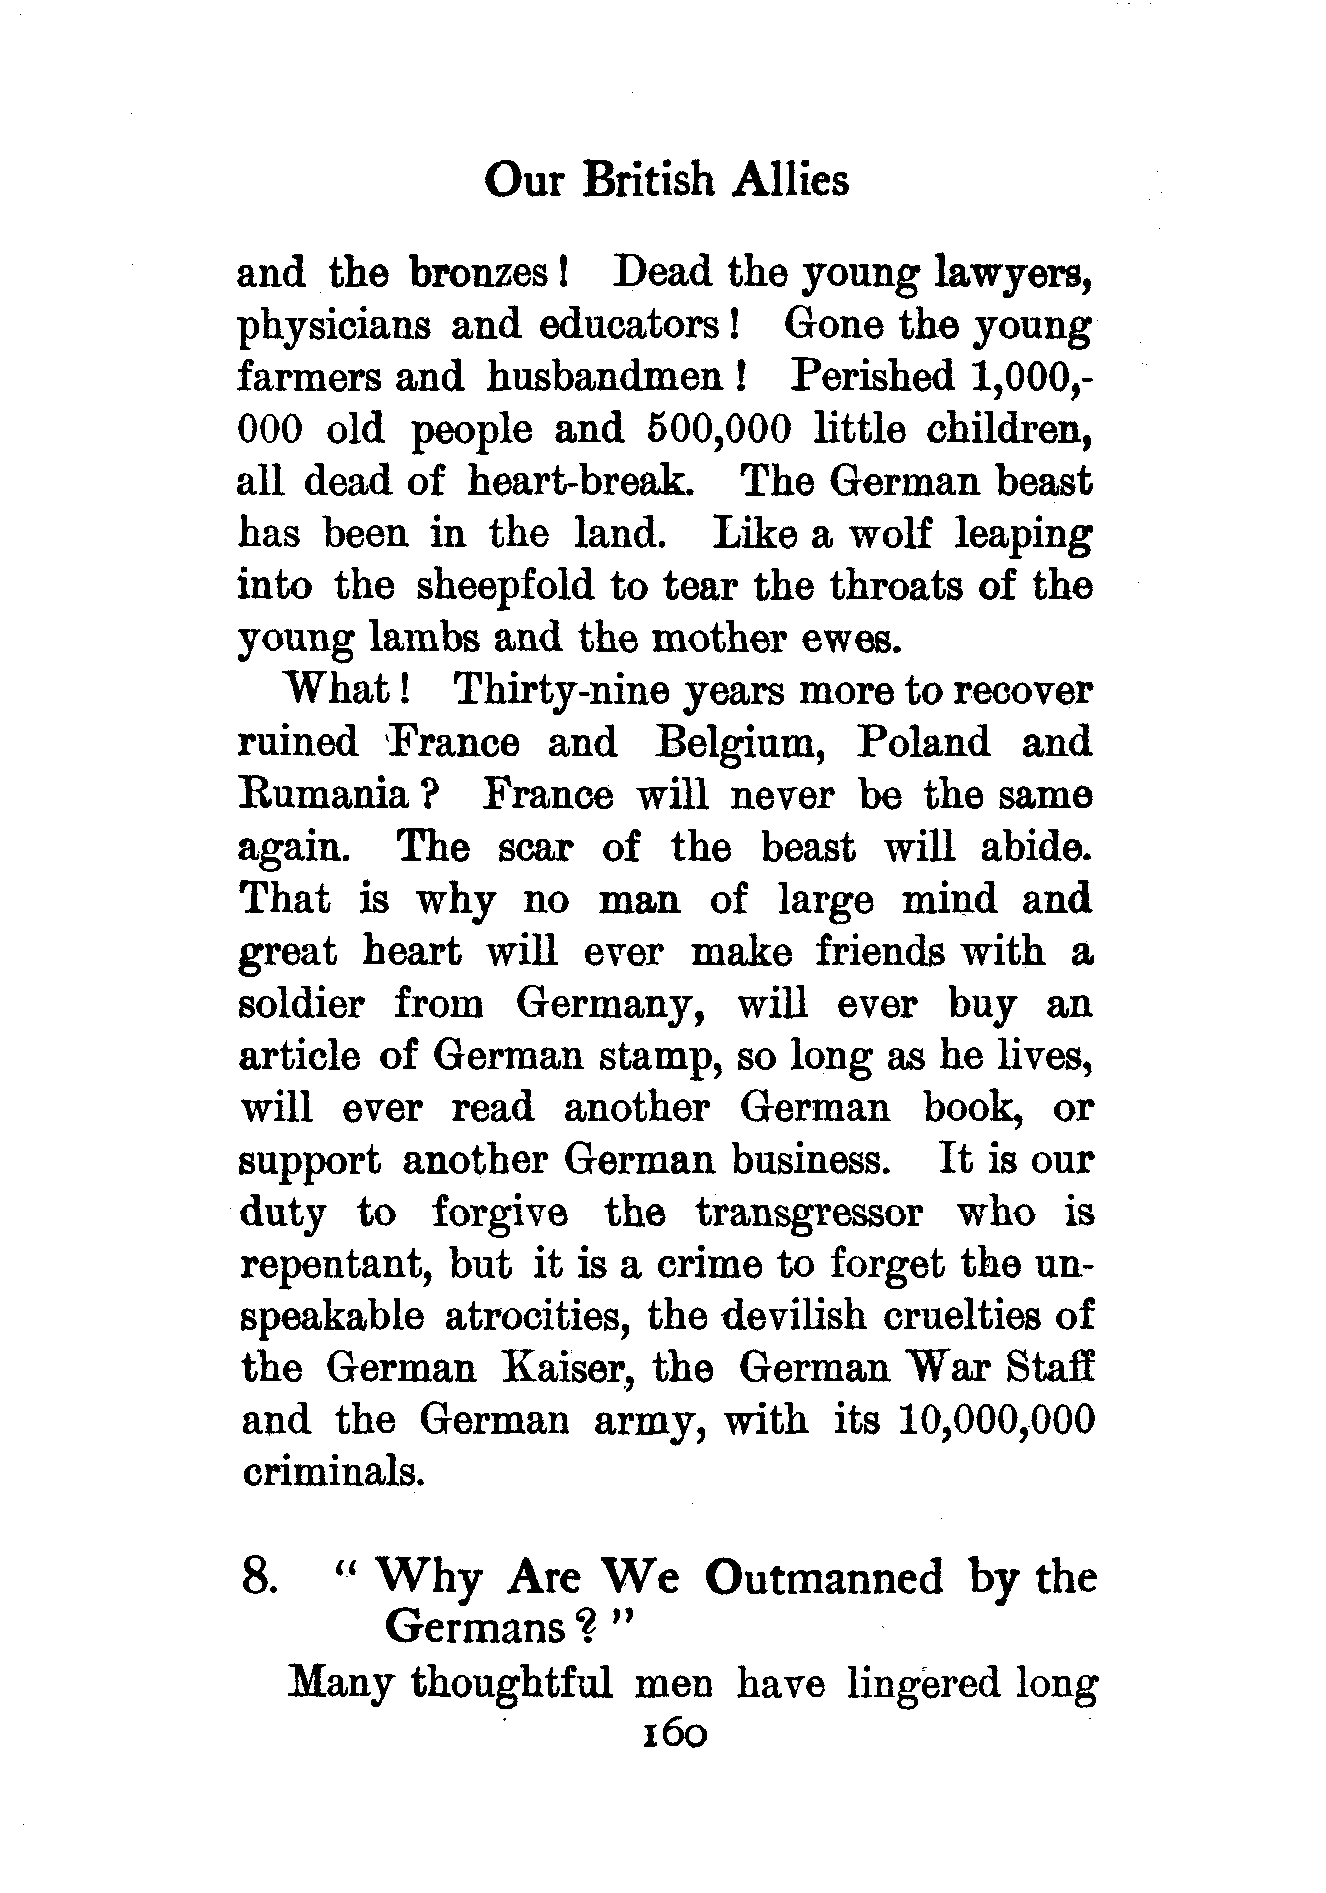 Our British Allies
and the bronzes! Dead the young lawyers,
physicians and educators! Gone the young
farmers and husbandmen! Perished 1,000,-
000 old people and 500,000 little children,
all dead of heart-break. The German beast
has been in the land. Like a wolf leaping
into the sheepfold to tear the throats of the
young lambs and the mother ewes.
What! Thirty-nine years more to recover
ruined France and Belgium, Poland and
Rumania? France will never be the same
again. The scar of the beast will abide.
That is why no man of large mind and
great heart will ever make friends with a
soldier from Germany, will ever buy an
article of German stamp, so long as he lives,
will ever read another German book, or
support another German business. It is our
duty to forgive the transgressor who is
repentant, but it is a crime to forget the un-
speakable atrocities, the devilish cruelties of
the German Kaiser, the German War Staff
and the German army, with its 10,000,000
criminals.
8. "Why Are We Outmanned by the
Germans?"
Many thoughtful men have lingered long
160